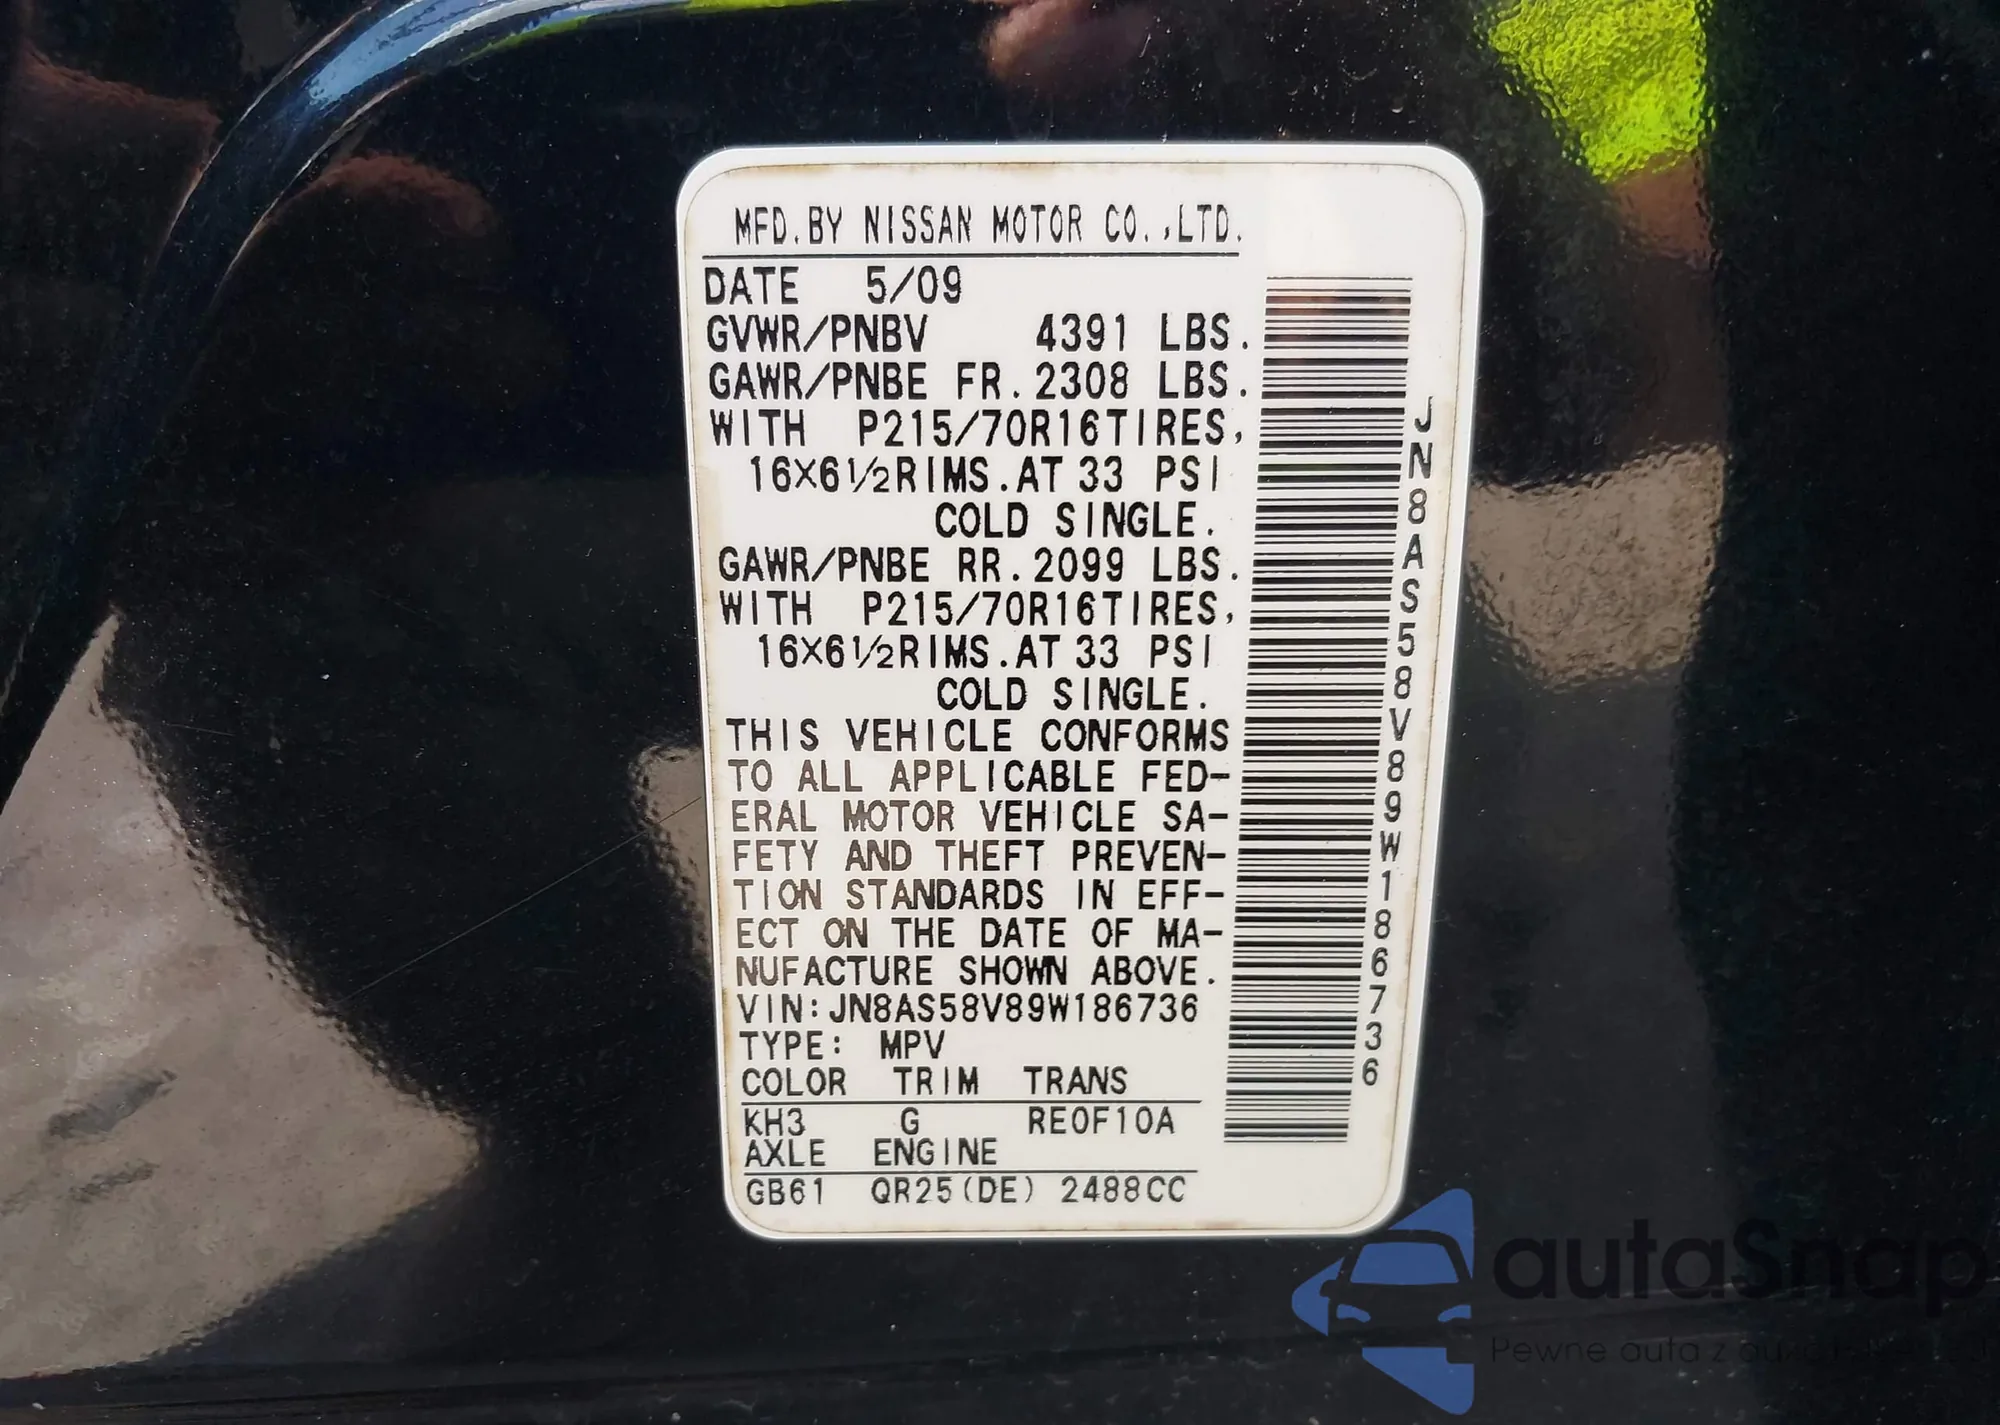 MFD.BY NISSAN MOTOR CO.,LTD.
DATE 5/09
GVWR/PNBV 4391 LBS.
GAWR/PNBE FR.2308 LBS.
WITH P215/70R16TIRES,
16X6½RIMS.AT 33 PSI
COLD SINGLE.
GAWR/PNBE RR.2099 LBS.
WITH P215/70R16TIRES,
16X6½RIMS.AT 33 PSI
COLD SINGLE.
THIS VEHICLE CONFORMS
TO ALL APPLICABLE FED-
ERAL MOTOR VEHICLE SA-
FETY AND THEFT PREVEN-
TION STANDARDS IN EFF-
ECT ON THE DATE OF MA-
NUFACTURE SHOWN ABOVE.
VIN:JN8AS58V89W186736
TYPE: MPV
COLOR TRIM TRANS
KH3 G RE0F10A
AXLE ENGINE
GB61 QR25(DE) 2488CC
JN8AS58V89W186736
autaSnap
Pewne auta z